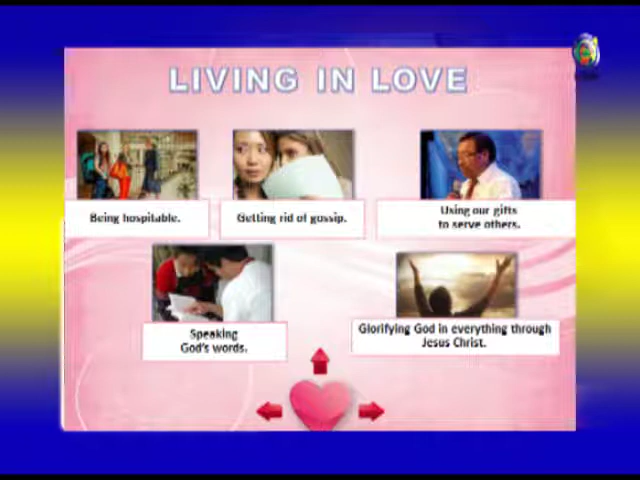 LIVING IN LOVE
Being hospitable.
Getting rid of gossip.
Using our gifts
to serve others.
Speaking
God's words.
Glorifying God in everything through
Jesus Christ.